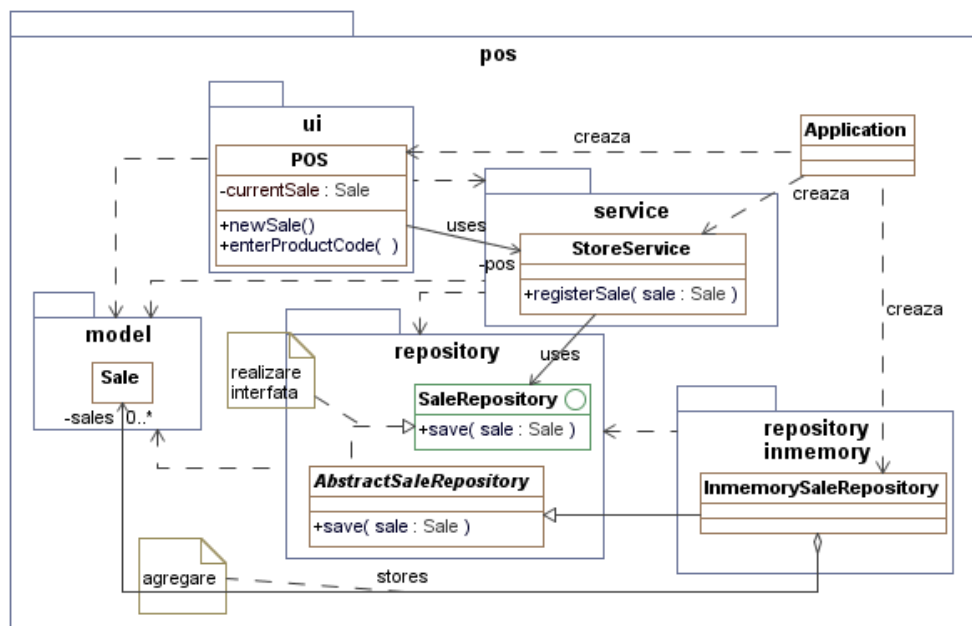 pos
ui
POS
-currentSale : Sale
+newSale()
+enterProductCode(  )
creaza
Application
creaza
service
uses
StoreService
-pos
+registerSale( sale : Sale )
creaza
model
Sale
-sales 0..*
repository
realizare
interfata
uses
SaleRepository
+save( sale : Sale )
AbstractSaleRepository
+save( sale : Sale )
repository
inmemory
InmemorySaleRepository
agregare
stores